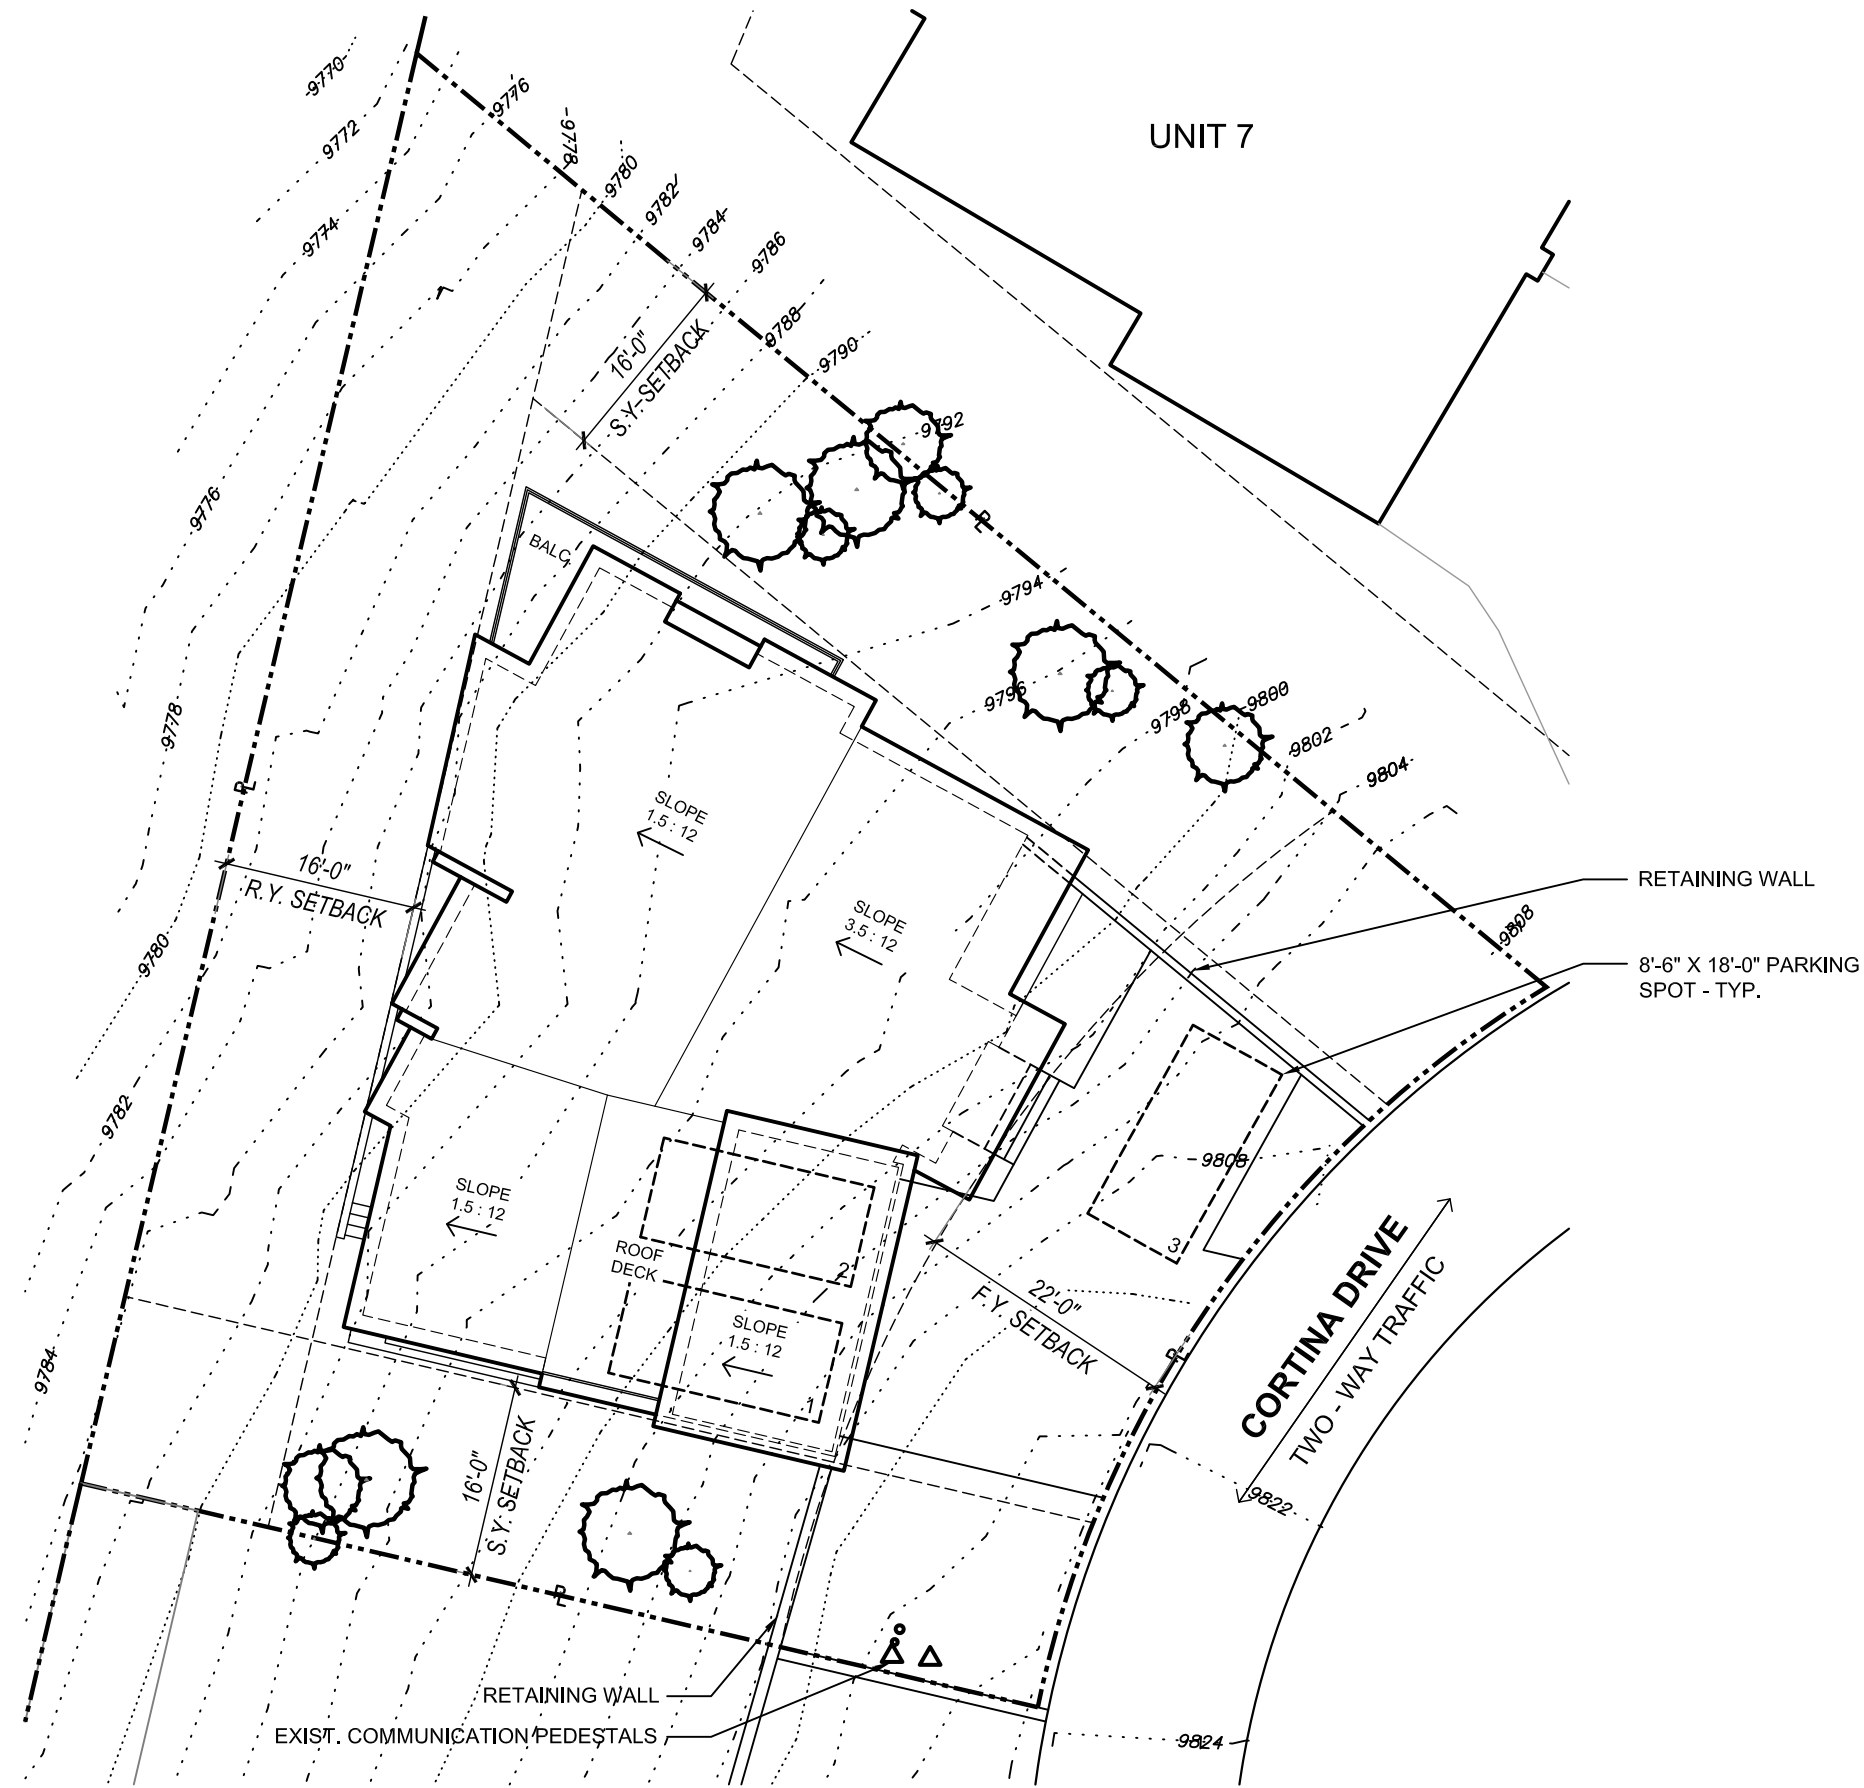 9770
9776
9772
9778
UNIT 7
9780
9782
9774
9784
9786
9788
16'-0"
S.Y. SETBACK
9790
9792
9776
PL
BALC.
9794
9796
9798
9800
9778
9802
9804
PL
SLOPE
1.5 : 12
16'-0"
R.Y. SETBACK
RETAINING WALL
SLOPE
3.5 : 12
9808
9780
8'-6" X 18'-0" PARKING
SPOT - TYP.
9782
9808
SLOPE
1.5 : 12
3
ROOF
DECK
2
22'-0"
F.Y. SETBACK
CORTINA DRIVE
TWO - WAY TRAFFIC
SLOPE
1.5 : 12
PL
9784
1
16'-0"
S.Y. SETBACK
9822
PL
RETAINING WALL
EXIST. COMMUNICATION PEDESTALS
9824